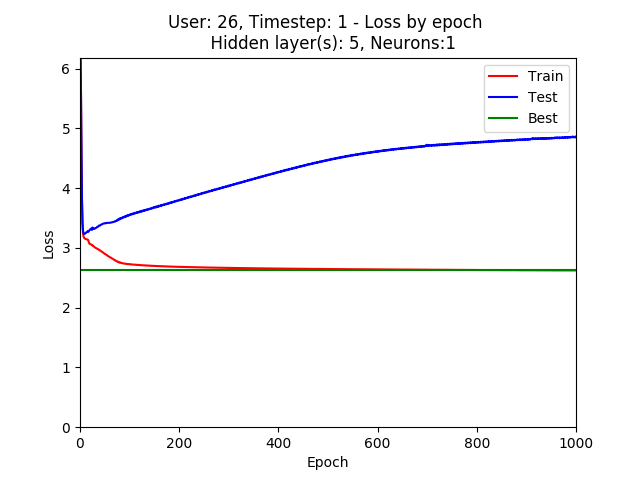 User: 26, Timestep: 1 - Loss by epoch
Hidden layer(s): 5, Neurons:1
6
5
4
3
2
1
0
Loss
Train
Test
Best
0 200 400 600 800 1000
Epoch